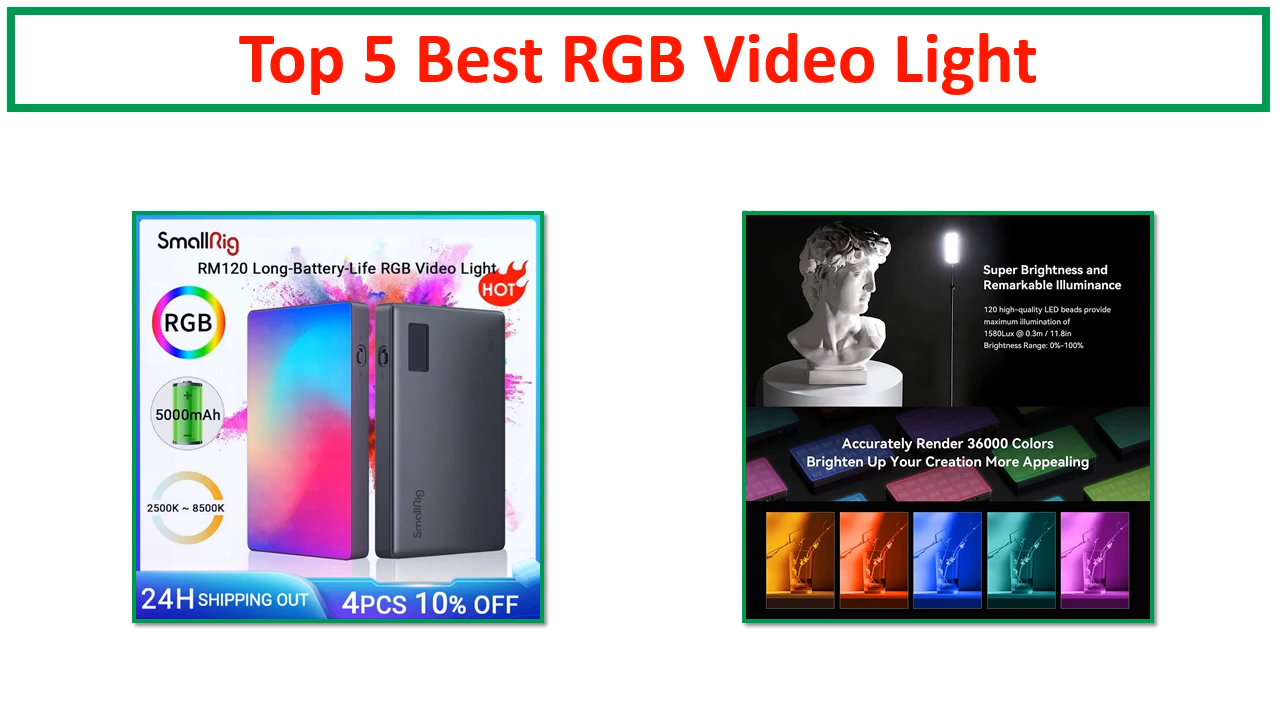 Top 5 Best RGB Video Light
SmallRig
RM120 Long-Battery-Life RGB Video Light
HOT
RGB
5000mAh
2500K ~ 8500K
SmallRig
24H SHIPPING OUT
4PCS 10% OFF
Super Brightness and
Remarkable Illuminance
120 high-quality LED beads provide
maximum illumination of
1580Lux @ 0.3m / 11.8in
Brightness Range: 0%-100%
Accurately Render 36000 Colors
Brighten Up Your Creation More Appealing